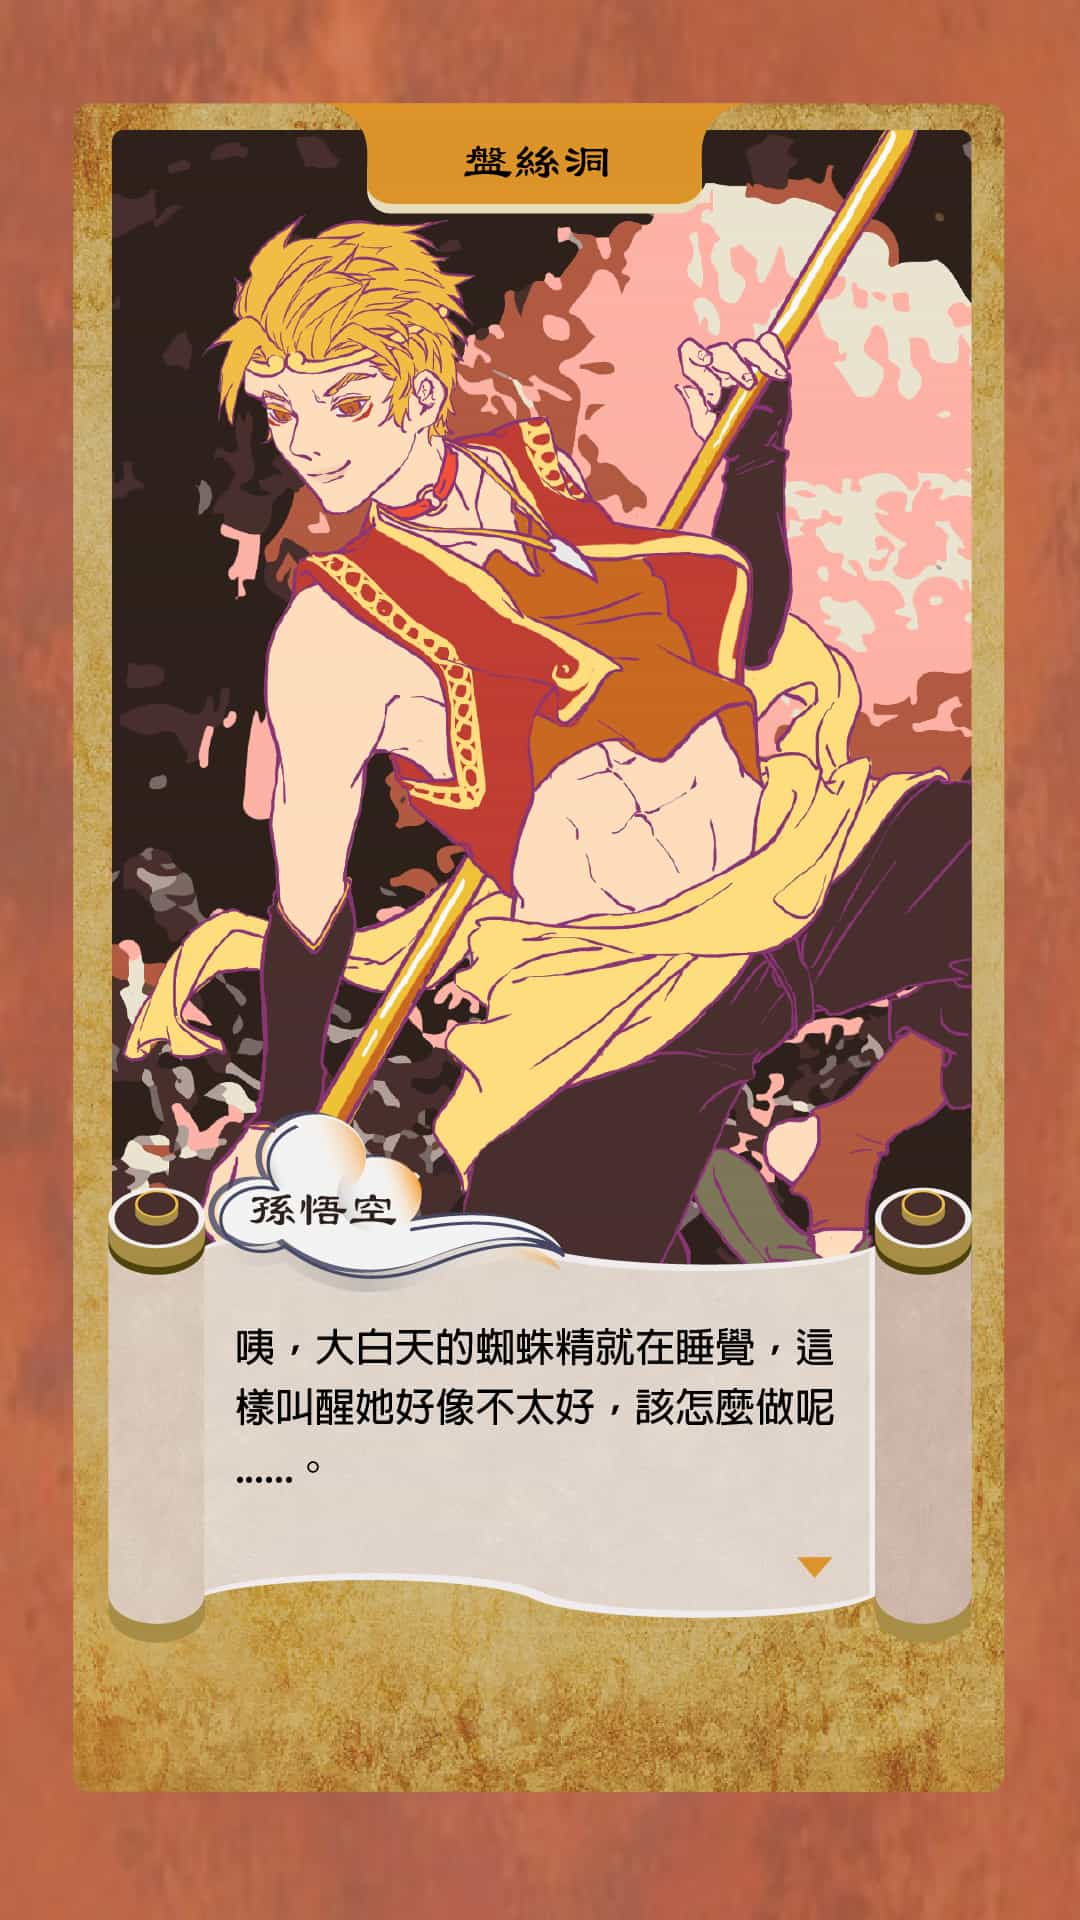 盤絲洞
孫悟空
咦，大白天的蜘蛛精就在睡覺，這
樣叫醒她好像不太好，該怎麼做呢
......。